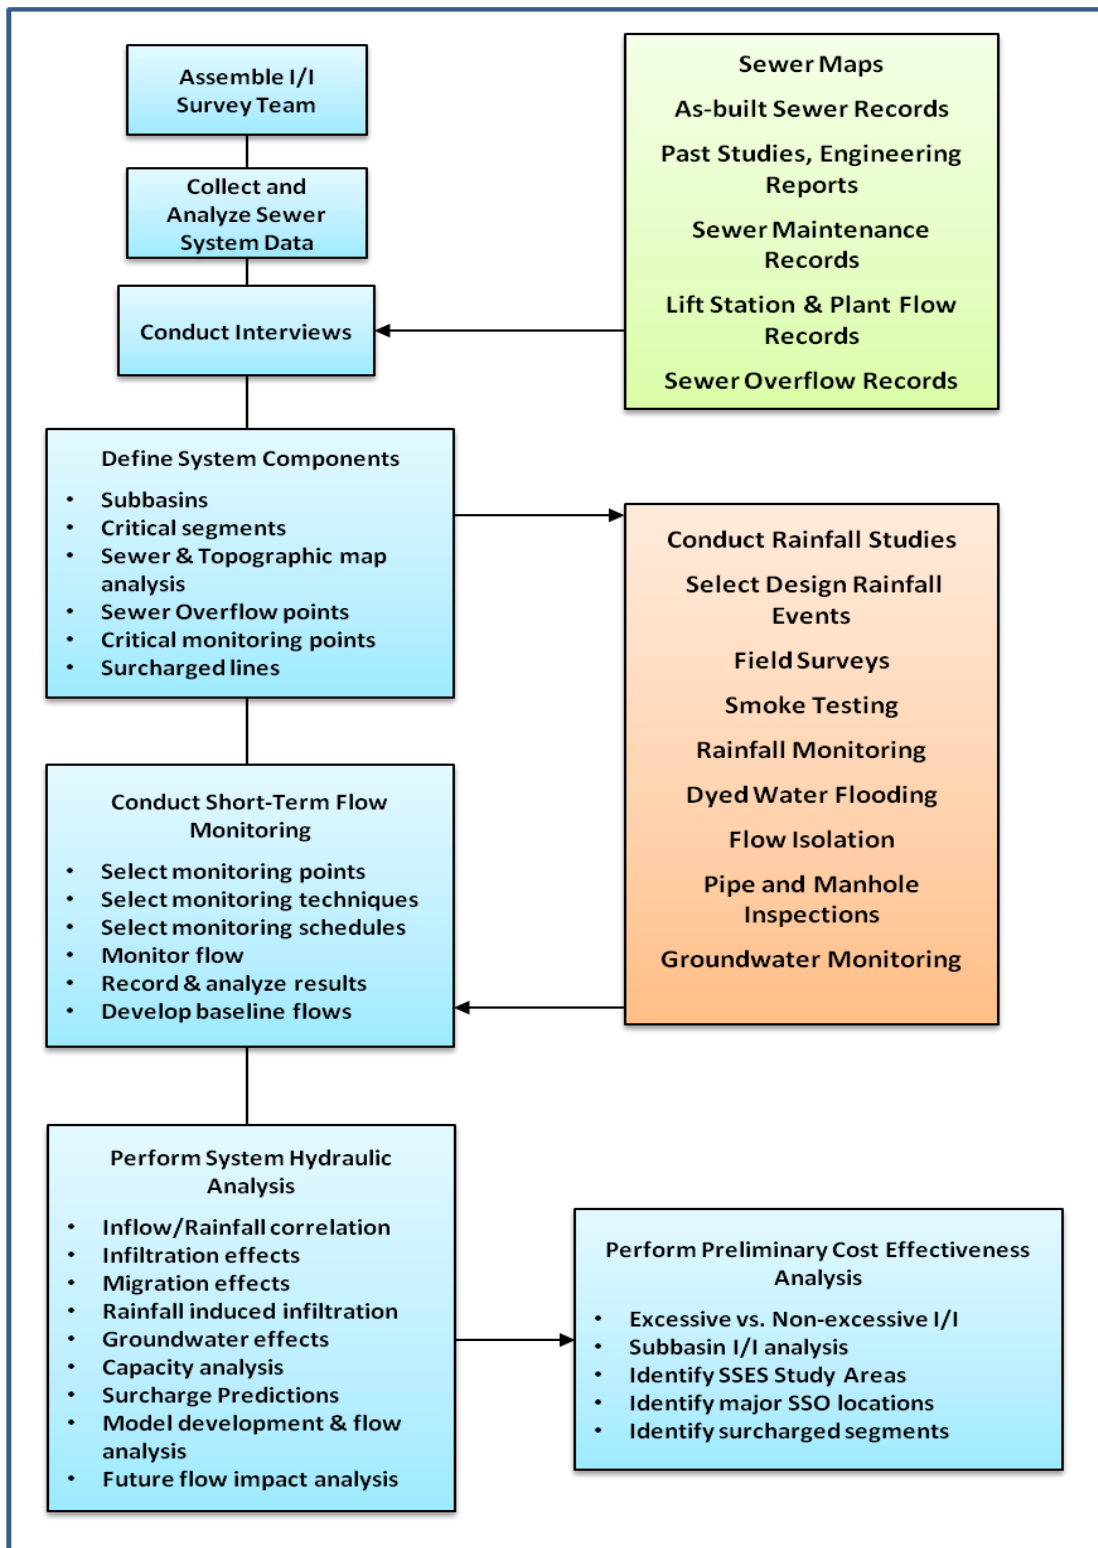 Assemble I/I
Survey Team
Collect and
Analyze Sewer
System Data
Conduct Interviews
Sewer Maps
As-built Sewer Records
Past Studies, Engineering
Reports
Sewer Maintenance
Records
Lift Station & Plant Flow
Records
Sewer Overflow Records
Define System Components
• Subbasins
• Critical segments
• Sewer & Topographic map
analysis
• Sewer Overflow points
• Critical monitoring points
• Surcharged lines
Conduct Rainfall Studies
Select Design Rainfall
Events
Field Surveys
Smoke Testing
Rainfall Monitoring
Dyed Water Flooding
Flow Isolation
Pipe and Manhole
Inspections
Groundwater Monitoring
Conduct Short-Term Flow
Monitoring
• Select monitoring points
• Select monitoring techniques
• Select monitoring schedules
• Monitor flow
• Record & analyze results
• Develop baseline flows
Perform System Hydraulic
Analysis
• Inflow/Rainfall correlation
• Infiltration effects
• Migration effects
• Rainfall induced infiltration
• Groundwater effects
• Capacity analysis
• Surcharge Predictions
• Model development & flow
analysis
• Future flow impact analysis
Perform Preliminary Cost Effectiveness
Analysis
• Excessive vs. Non-excessive I/I
• Subbasin I/I analysis
• Identify SSES Study Areas
• Identify major SSO locations
• Identify surcharged segments